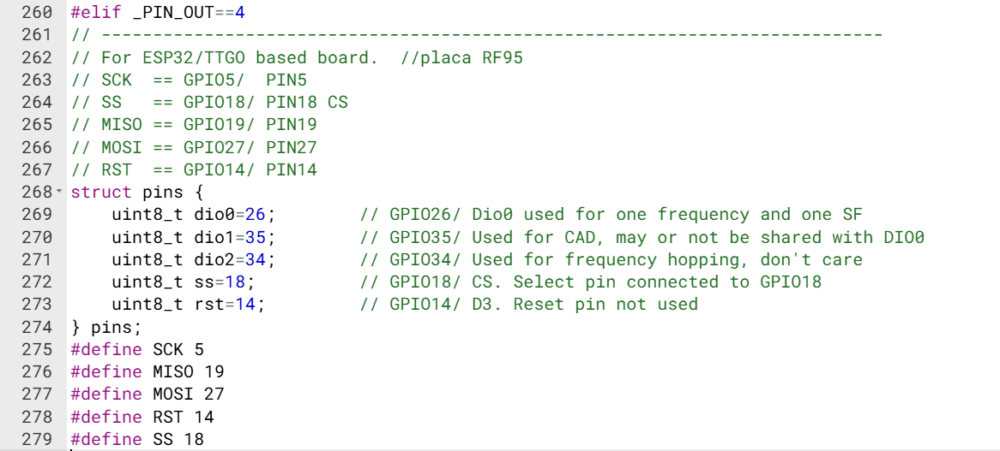 260 #elif _PIN_OUT==4
261 // ----------------------------------------------------------------------------
262 // For ESP32/TTGO based board.  //placa RF95
263 // SCK  == GPIO5/  PIN5
264 // SS   == GPIO18/ PIN18 CS
265 // MISO == GPIO19/ PIN19
266 // MOSI == GPIO27/ PIN27
267 // RST  == GPIO14/ PIN14
268 struct pins {
269     uint8_t dio0=26;        // GPIO26/ Dio0 used for one frequency and one SF
270     uint8_t dio1=35;        // GPIO35/ Used for CAD, may or not be shared with DIO0
271     uint8_t dio2=34;        // GPIO34/ Used for frequency hopping, don't care
272     uint8_t ss=18;          // GPIO18/ CS. Select pin connected to GPIO18
273     uint8_t rst=14;         // GPIO14/ D3. Reset pin not used
274 } pins;
275 #define SCK 5
276 #define MISO 19
277 #define MOSI 27
278 #define RST 14
279 #define SS 18